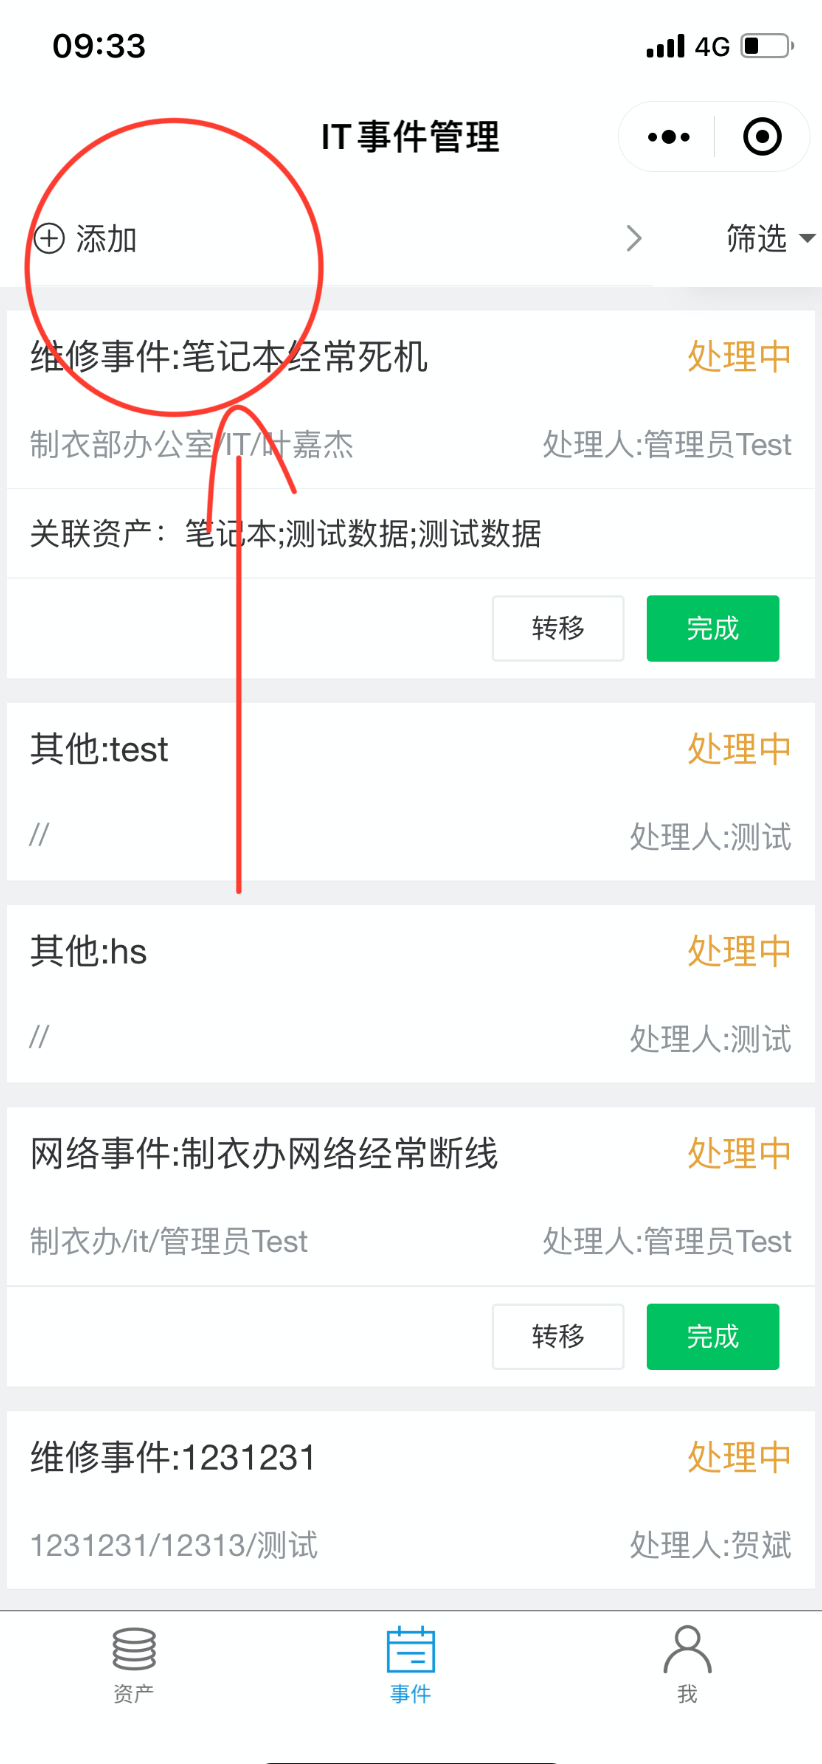 09:33 4G
IT事件管理
添加 筛选
维修事件:笔记本经常死机 处理中
制衣部办公室/IT/叶嘉杰 处理人:管理员Test
关联资产：笔记本;测试数据;测试数据
转移 完成
其他:test 处理中
// 处理人:测试
其他:hs 处理中
// 处理人:测试
网络事件:制衣办网络经常断线 处理中
制衣办/it/管理员Test 处理人:管理员Test
转移 完成
维修事件:1231231 处理中
1231231/12313/测试 处理人:贺斌
资产 事件 我